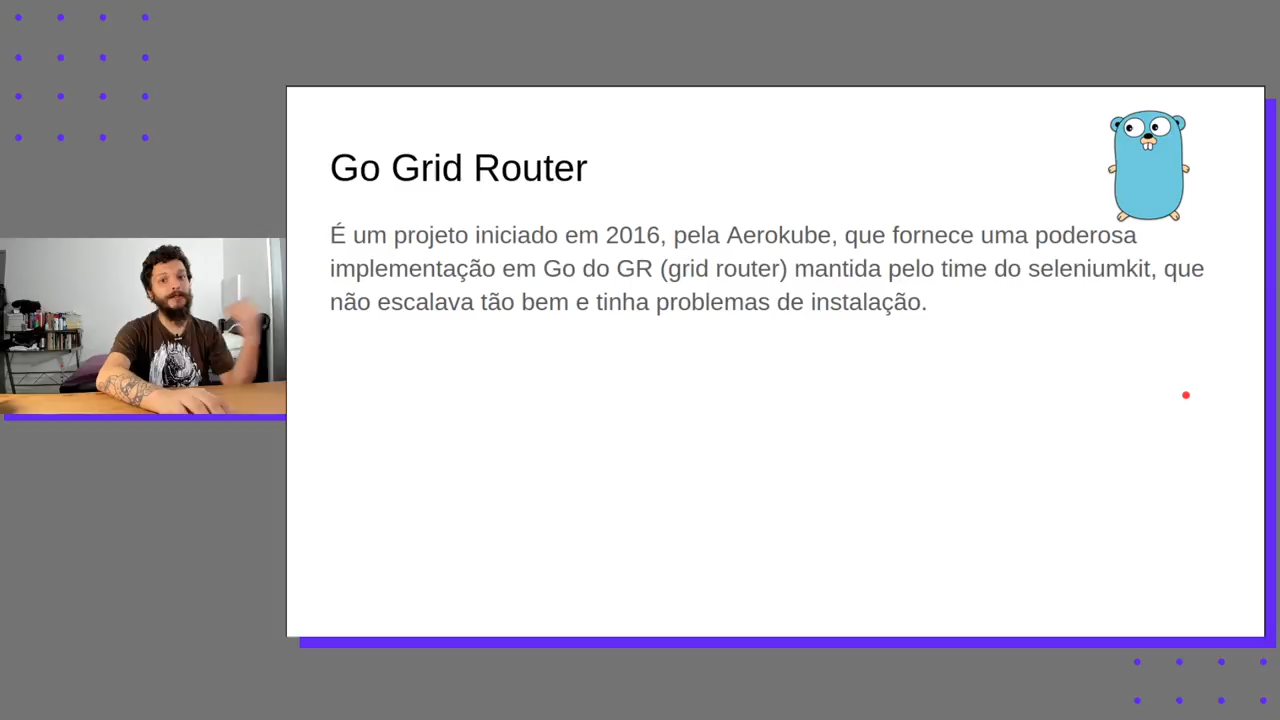 Go Grid Router
É um projeto iniciado em 2016, pela Aerokube, que fornece uma poderosa
implementação em Go do GR (grid router) mantida pelo time do seleniumkit, que
não escalava tão bem e tinha problemas de instalação.